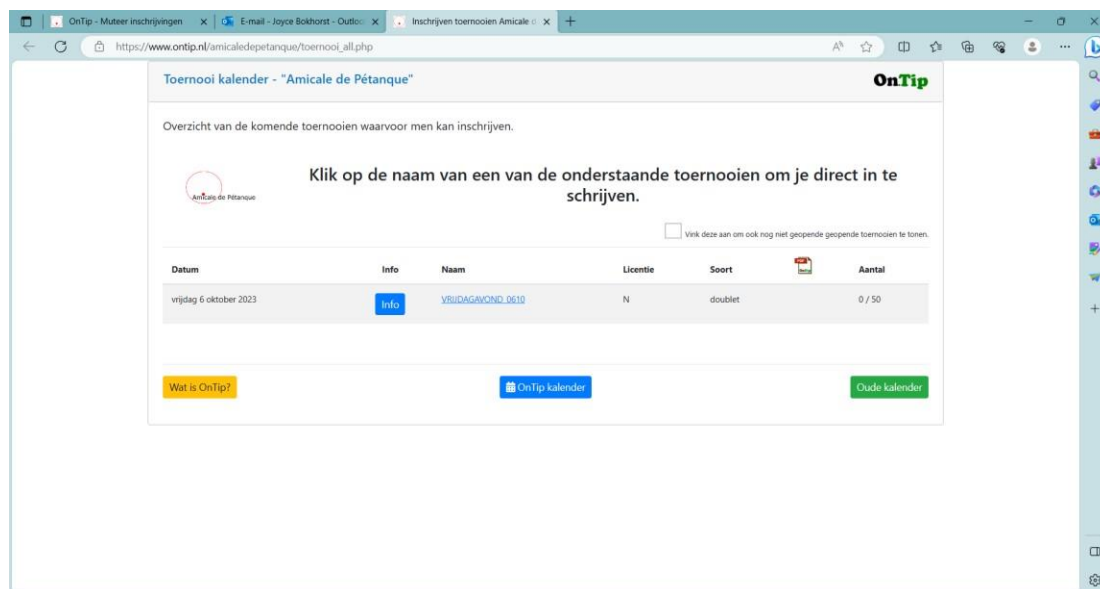 OnTip - Muteer inschrijvingen
E-mail - Joyce Bokhorst - Outloo
Inschrijven toernooien Amicale d
https://www.ontip.nl/amicaledepetanque/toernooi_all.php
Toernooi kalender - "Amicale de Pétanque"
OnTip
Overzicht van de komende toernooien waarvoor men kan inschrijven.
Amicale de Pétanque
Klik op de naam van een van de onderstaande toernooien om je direct in te
schrijven.
Vink deze aan om ook nog niet geopende geopende toernooien te tonen.
Datum Info Naam Licentie Soort Aantal
vrijdag 6 oktober 2023 Info VRIJDAGAVOND_0610 N doublet 0 / 50
Wat is OnTip? OnTip kalender Oude kalender